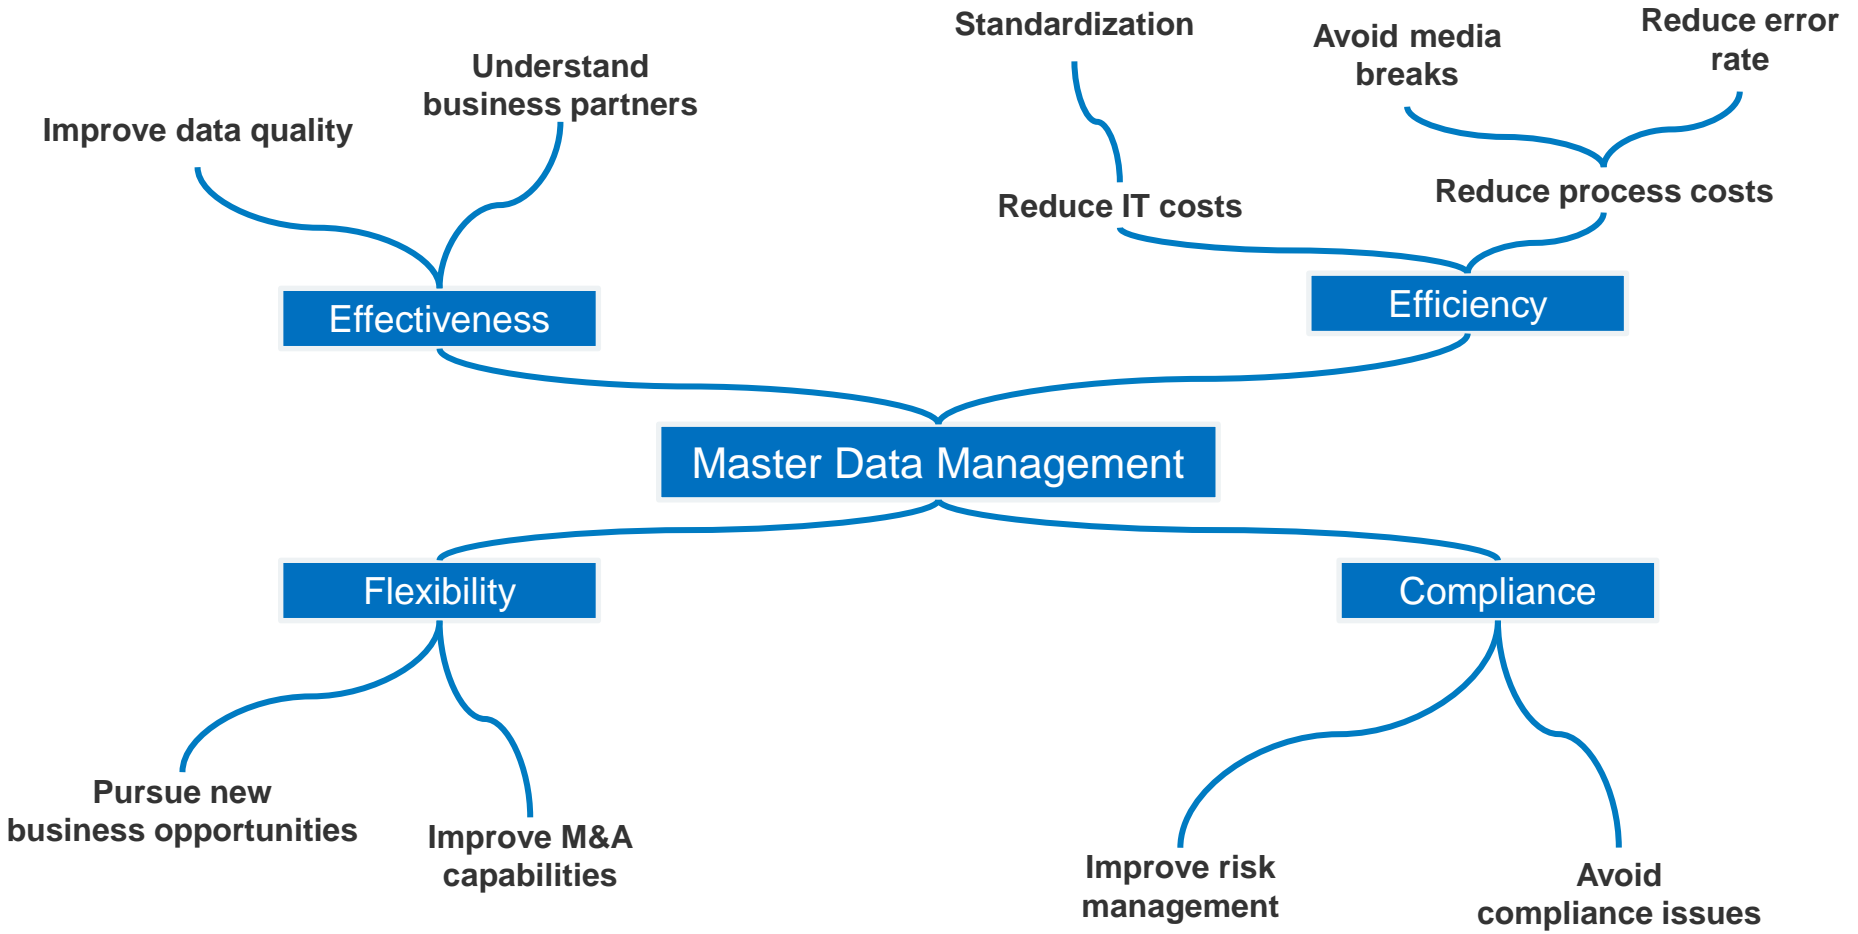 Standardization
Avoid media
breaks
Reduce error
rate
Understand
business partners
Improve data quality
Reduce IT costs
Reduce process costs
Effectiveness
Efficiency
Master Data Management
Flexibility
Compliance
Pursue new
business opportunities
Improve M&A
capabilities
Improve risk
management
Avoid
compliance issues